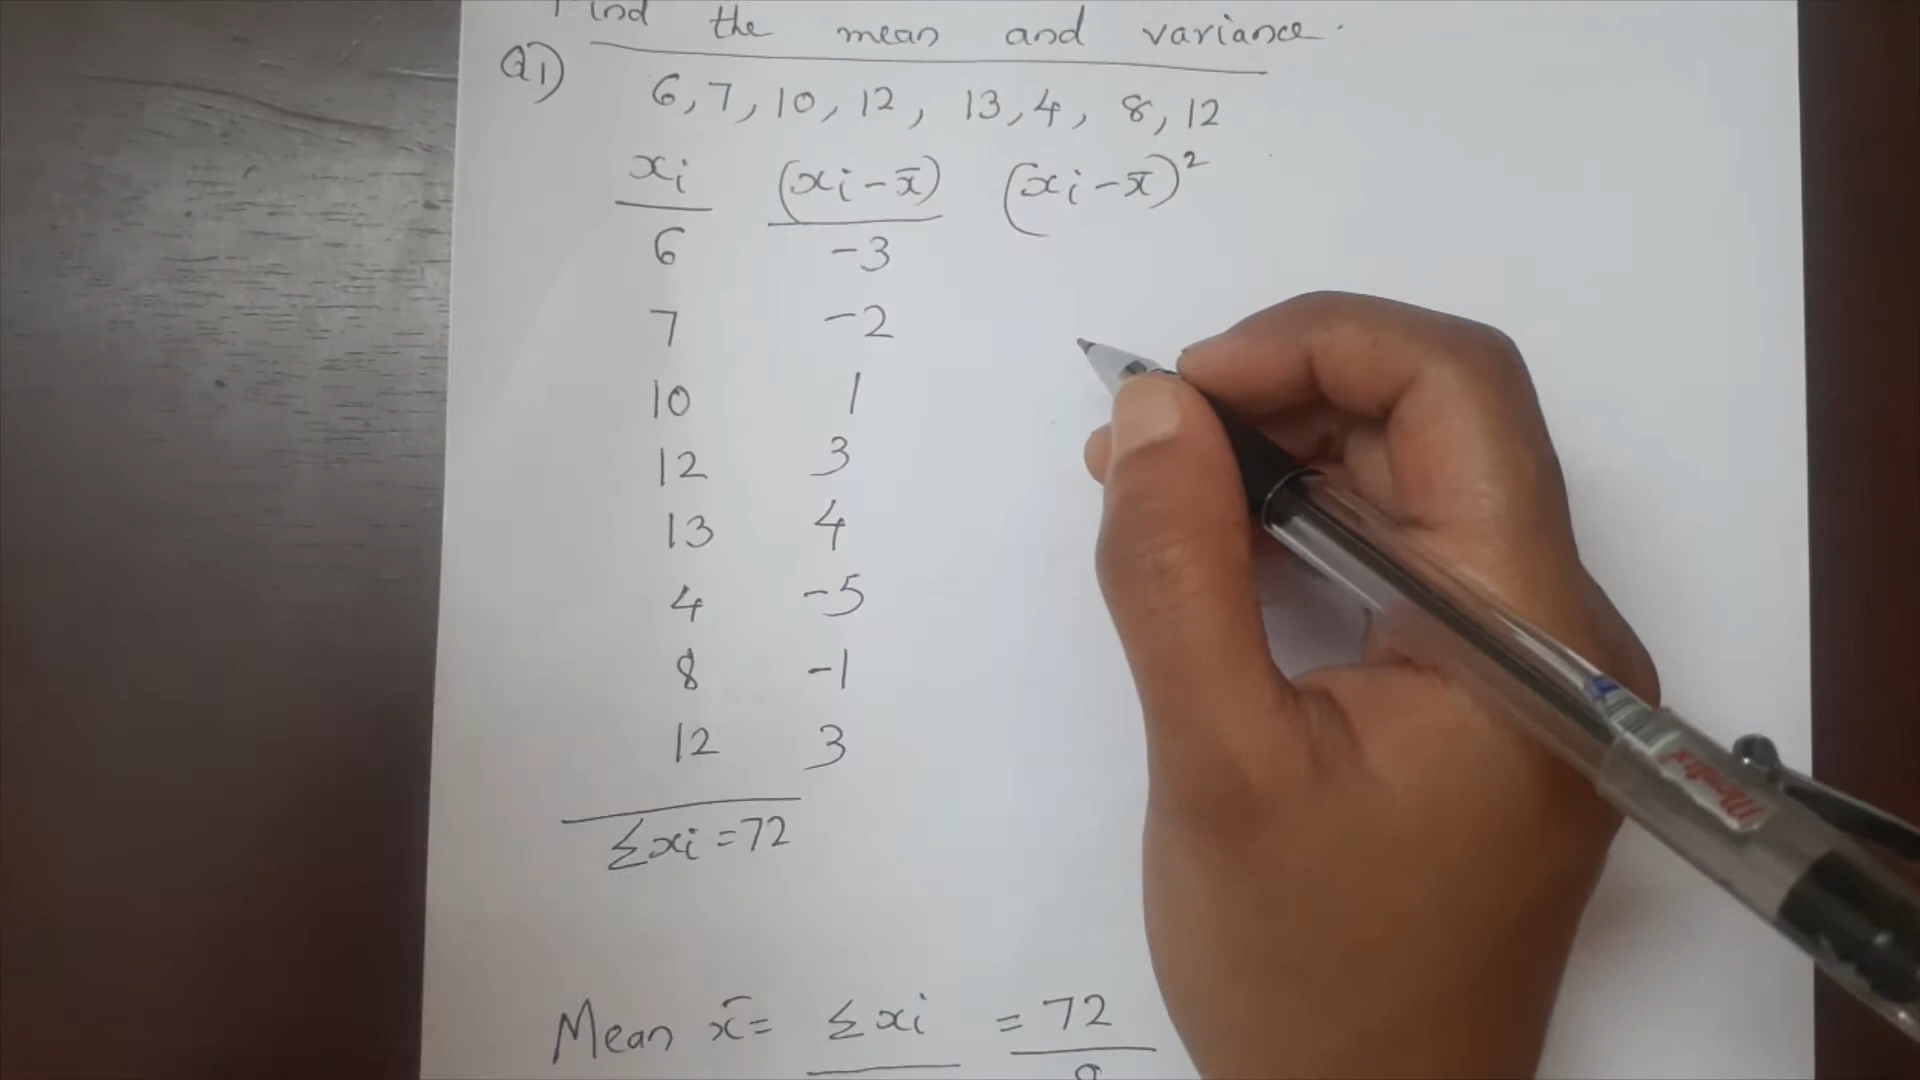 Find the mean and variance.
Q1)
6, 7, 10, 12, 13, 4, 8, 12
xi (xi - x̄) (xi - x̄)²
6 -3
7 -2
10 1
12 3
13 4
4 -5
8 -1
12 3
Σxi = 72
Mean x̄ = Σxi = 72